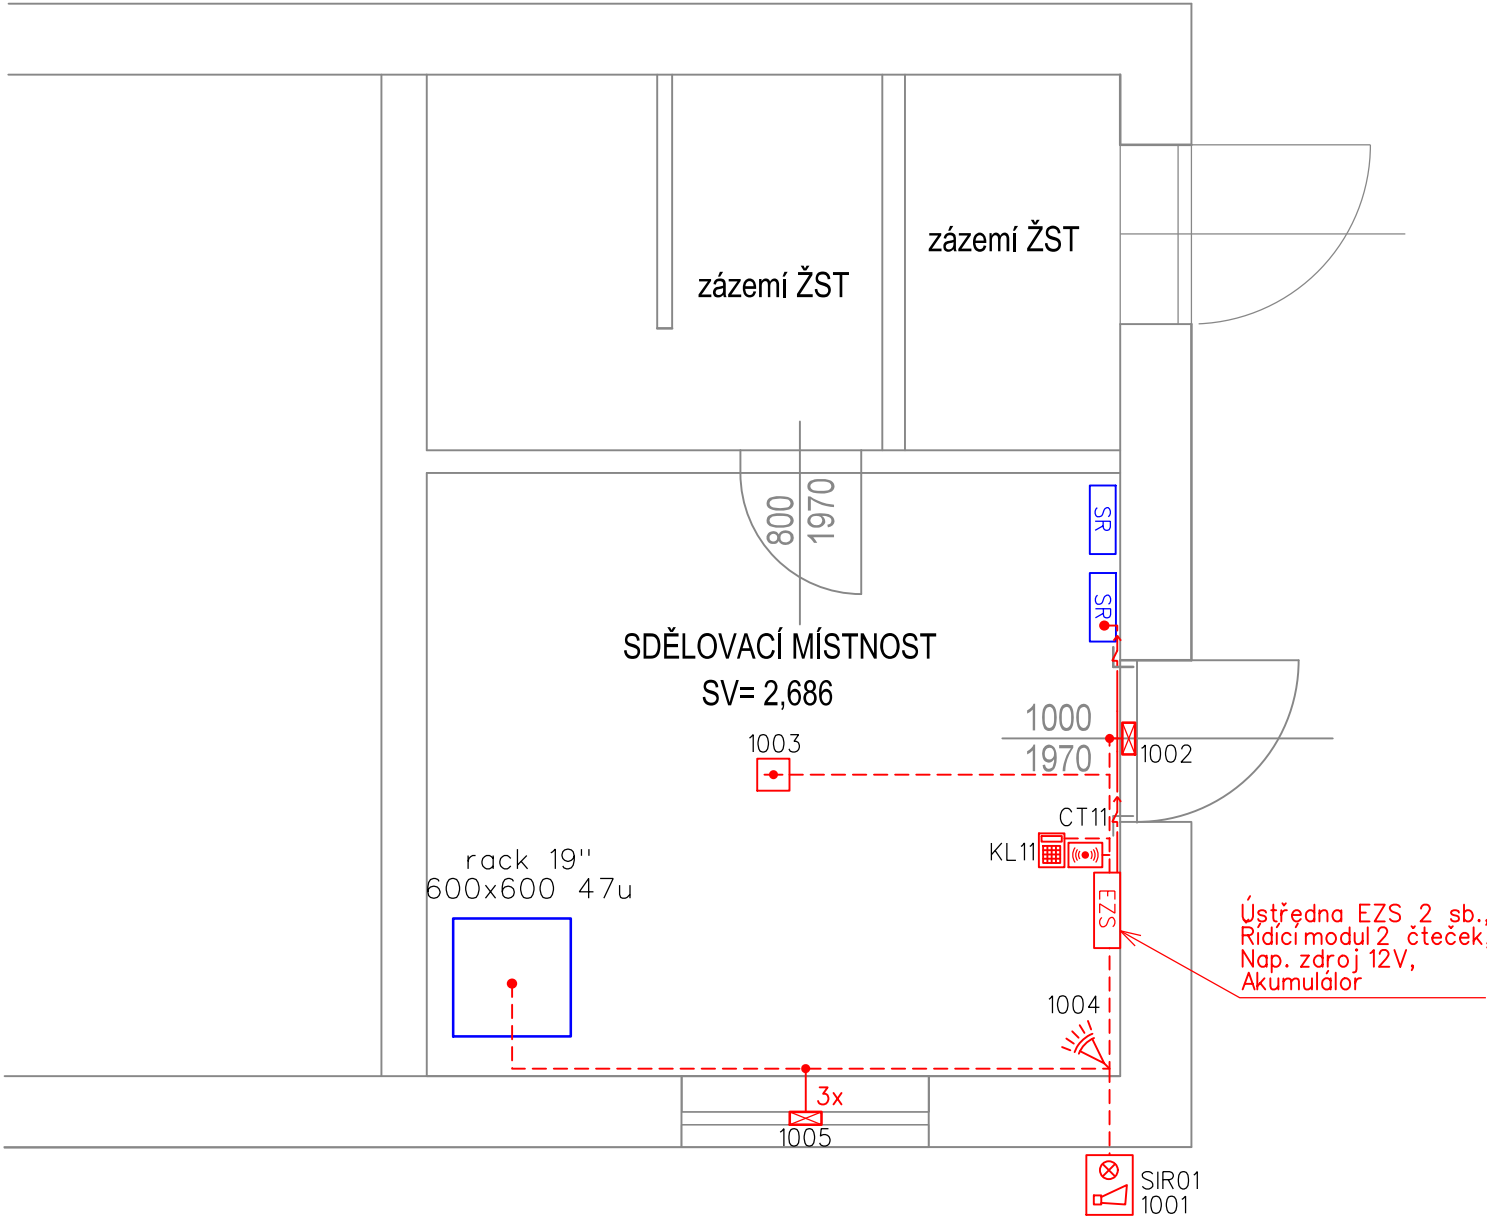 zázemí ŽST
zázemí ŽST
800
1970
SR
SR
SDĚLOVACÍ MÍSTNOST
SV= 2,686
1000
1970
1002
1003
CT11
KL11
rack 19"
600x600 47u
EZS
Ústředna EZS 2 sb.,
Řídící modul 2 čteček,
Nap. zdroj 12V,
Akumulálor
1004
3x
1005
SIR01
1001